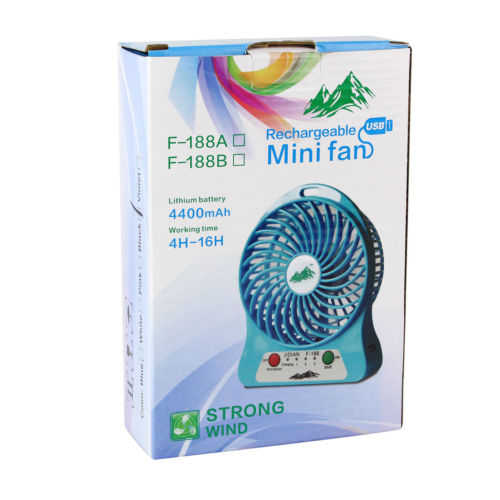 F-188A
F-188B
Rechargeable
USB
Mini fan
Lithium battery
4400mAh
Working time
4H-16H
JIDIAN F-188
Charging
STRONG
WIND
Color: Blue White Pink Black Violet